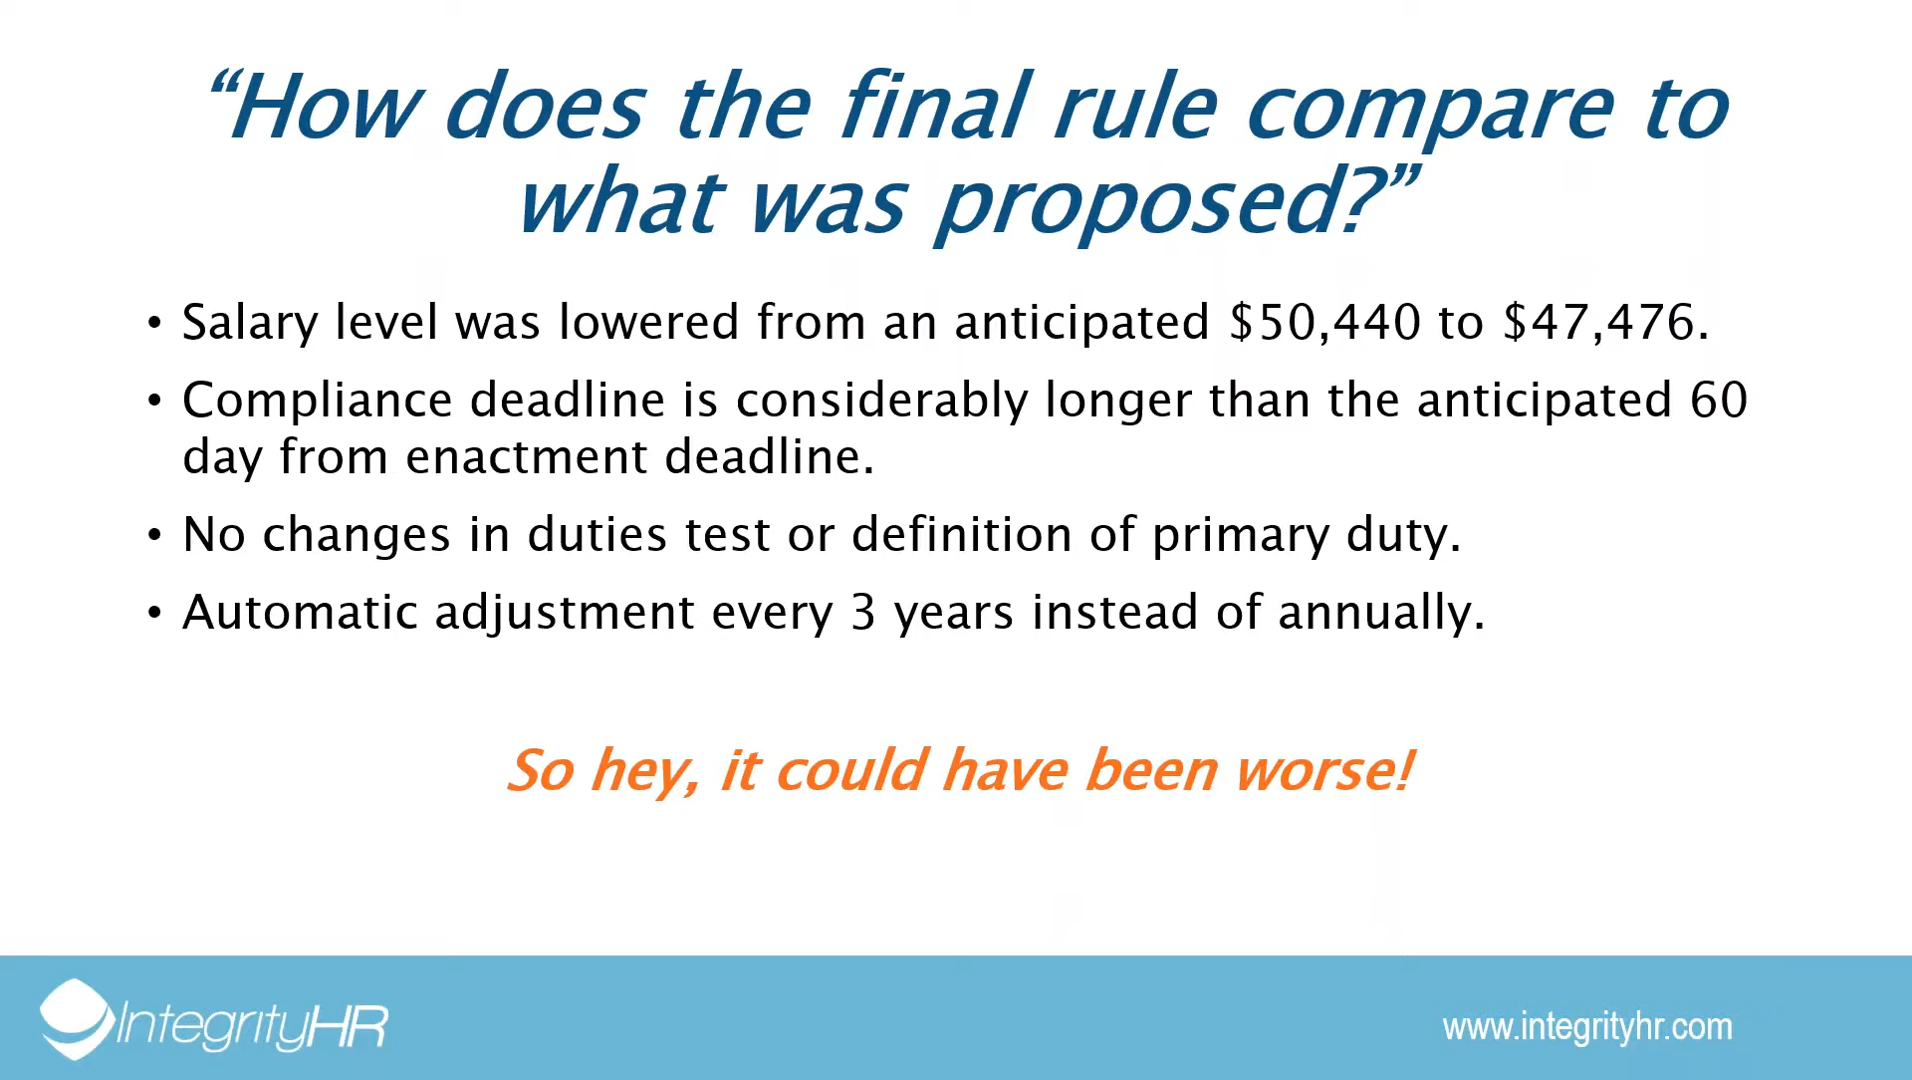 “How does the final rule compare to
what was proposed?”
• Salary level was lowered from an anticipated $50,440 to $47,476.
• Compliance deadline is considerably longer than the anticipated 60
day from enactment deadline.
• No changes in duties test or definition of primary duty.
• Automatic adjustment every 3 years instead of annually.
So hey, it could have been worse!
IntegrityHR
www.integrityhr.com